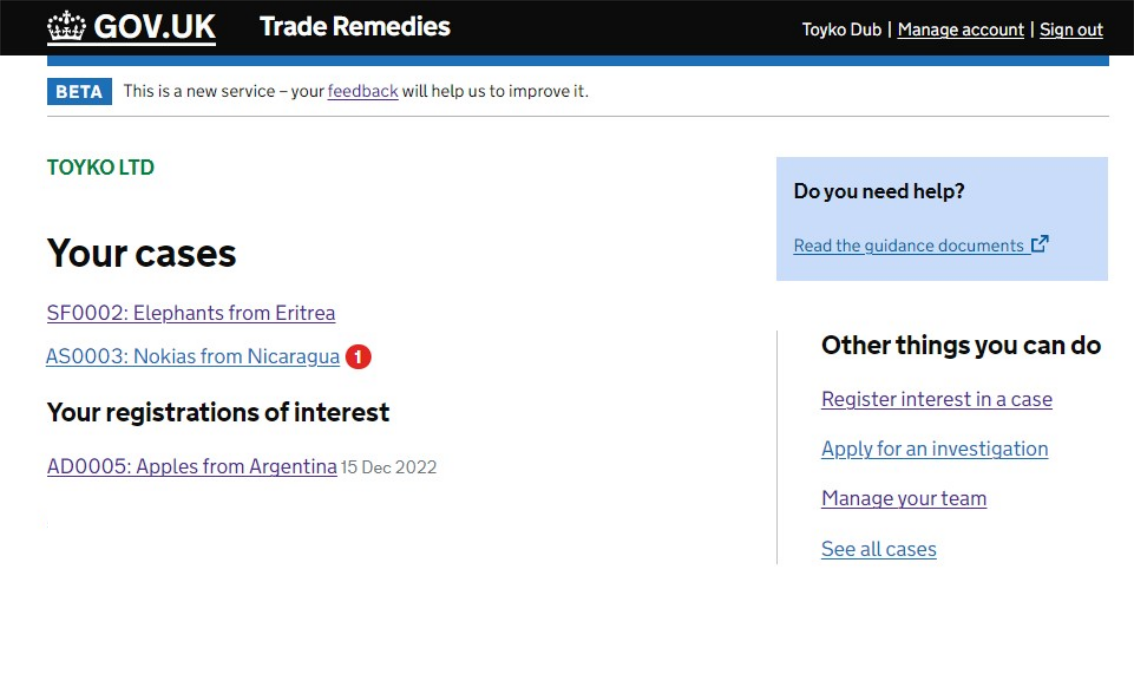 GOV.UK Trade Remedies Toyko Dub | Manage account | Sign out
BETA This is a new service – your feedback will help us to improve it.
TOYKO LTD
Your cases
SF0002: Elephants from Eritrea
AS0003: Nokias from Nicaragua 1
Your registrations of interest
AD0005: Apples from Argentina 15 Dec 2022
Do you need help?
Read the guidance documents
Other things you can do
Register interest in a case
Apply for an investigation
Manage your team
See all cases